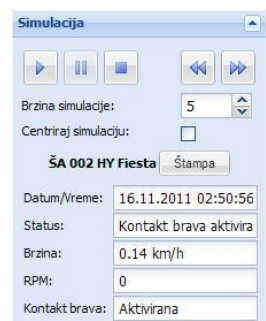 Simulacija
Brzina simulacije: 5
Centriraj simulaciju:
ŠA 002 HY Fiesta Štampa
Datum/Vreme: 16.11.2011 02:50:56
Status: Kontakt brava aktivira
Brzina: 0.14 km/h
RPM: 0
Kontakt brava: Aktivirana